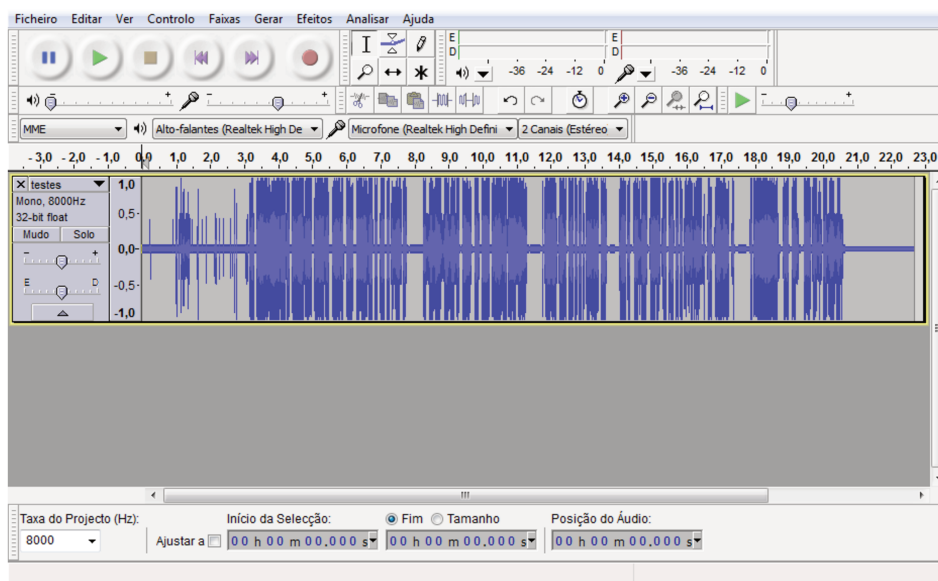 Ficheiro Editar Ver Controlo Faixas Gerar Efeitos Analisar Ajuda
E
D
E
D
-36 -24 -12 0
-36 -24 -12 0
MME
Alto-falantes (Realtek High De
Microfone (Realtek High Defini
2 Canais (Estéreo
- 3,0 - 2,0 - 1,0 0,0 1,0 2,0 3,0 4,0 5,0 6,0 7,0 8,0 9,0 10,0 11,0 12,0 13,0 14,0 15,0 16,0 17,0 18,0 19,0 20,0 21,0 22,0 23,0
X testes
Mono, 8000Hz
32-bit float
Mudo Solo
- +
E D
1,0
0,5-
0,0-
-0,5-
-1,0
Taxa do Projecto (Hz): Início da Selecção: Fim Tamanho Posição do Áudio:
8000 Ajustar a 00 h 00 m 00.000 s 00 h 00 m 00.000 s 00 h 00 m 00.000 s